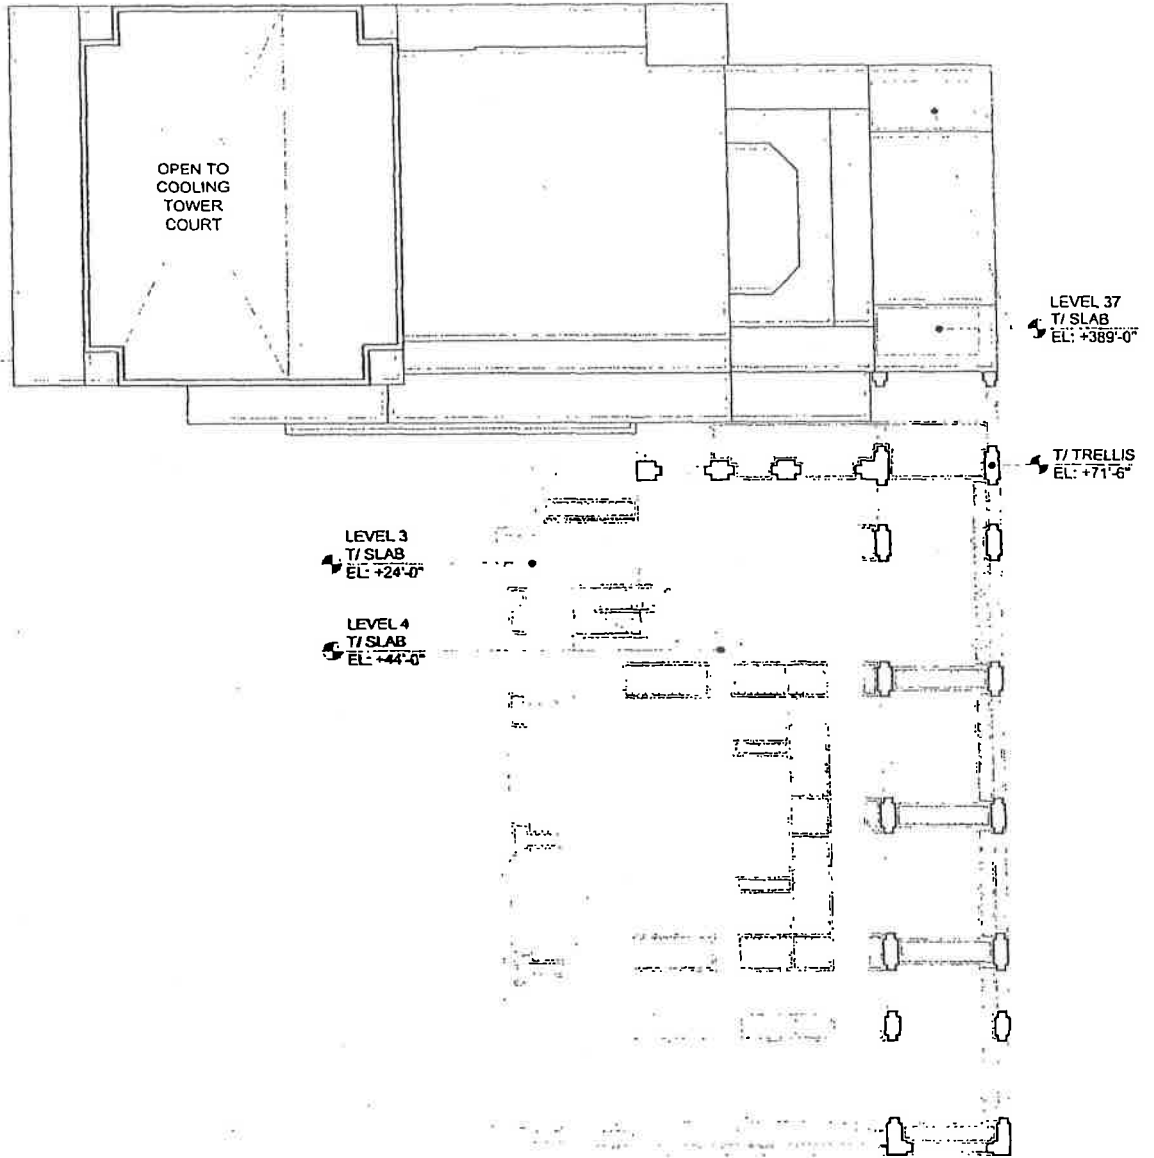 OPEN TO
COOLING
TOWER
COURT
LEVEL 37
T/ SLAB
EL: +389'-0"
T/ TRELLIS
EL: +71'-6"
LEVEL 3
T/ SLAB
EL: +24'-0"
LEVEL 4
T/ SLAB
EL: +44'-0"